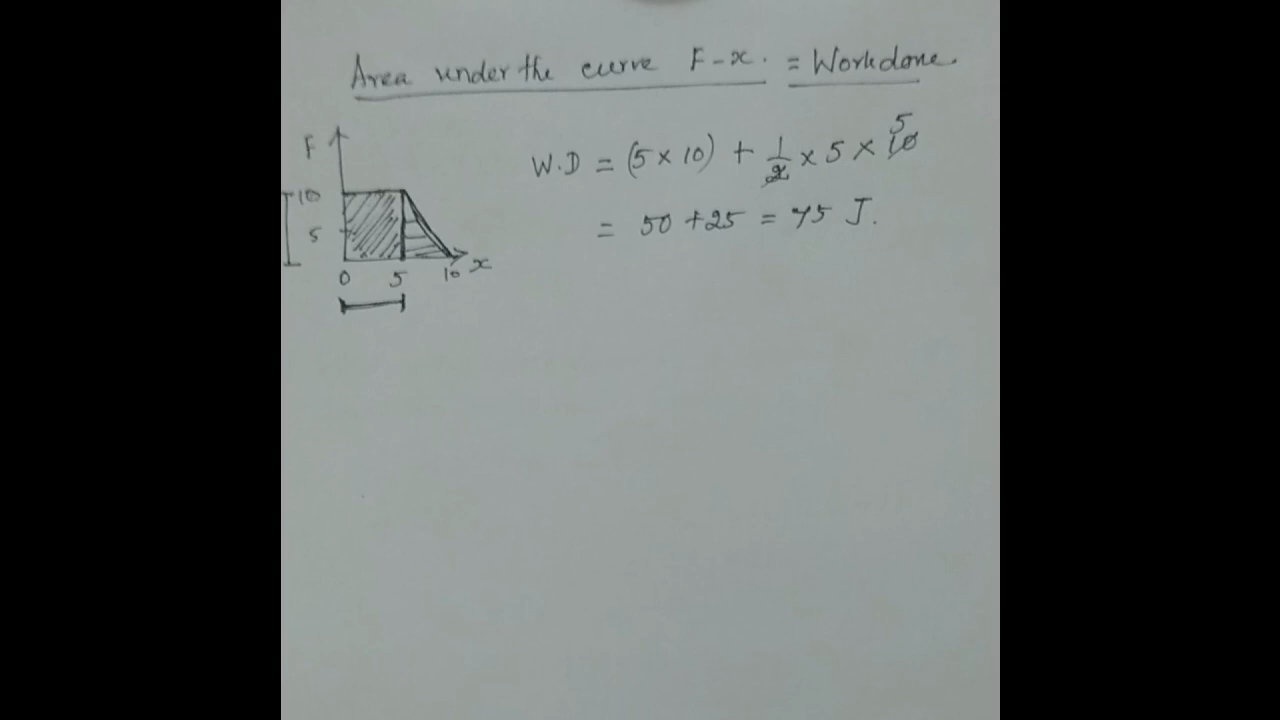 Area under the curve F-x. = Workdone.
F
10
5
0 5 10 x
W.D = (5 × 10) + 1/2 × 5 × 10 5
= 50 + 25 = 75 J.